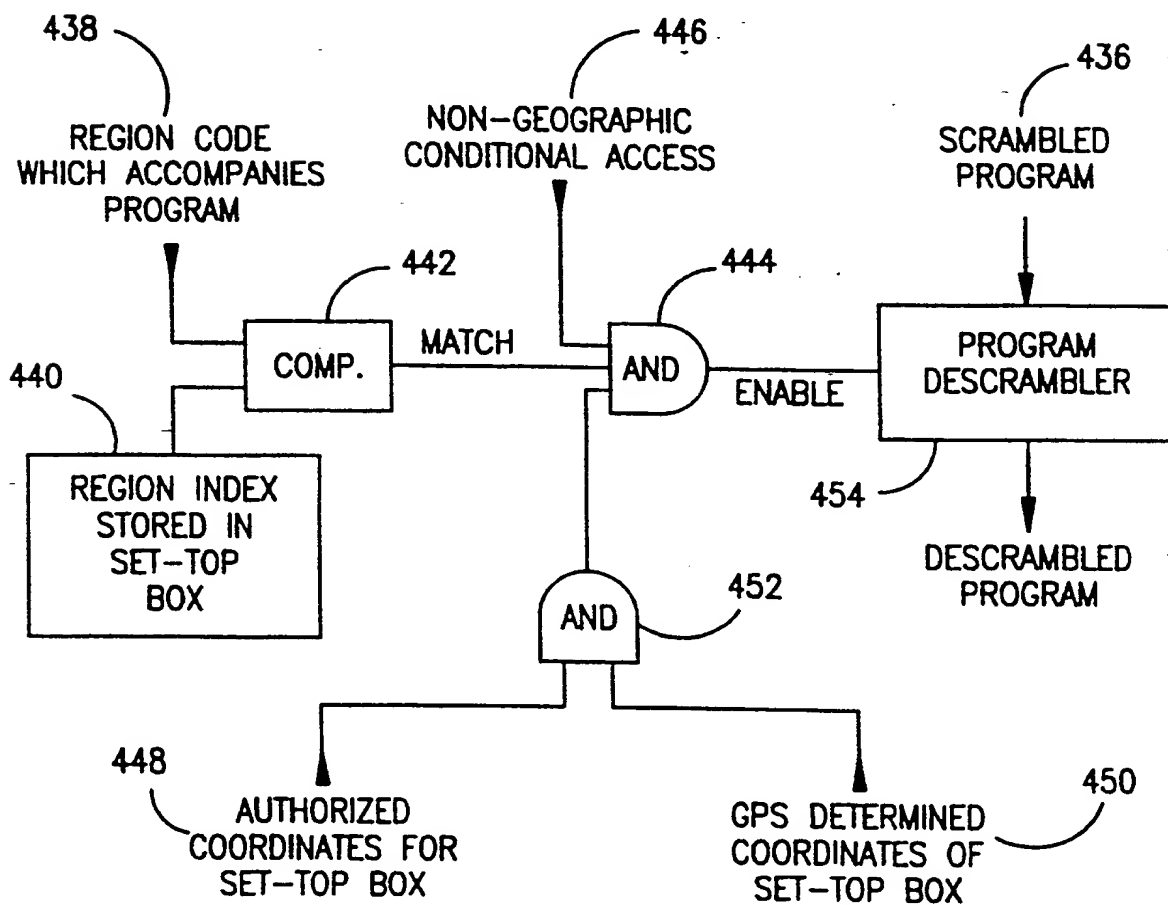 438
446
436
REGION CODE
WHICH ACCOMPANIES
PROGRAM
NON-GEOGRAPHIC
CONDITIONAL ACCESS
SCRAMBLED
PROGRAM
442
444
COMP.
MATCH
AND
ENABLE
PROGRAM
DESCRAMBLER
440
454
REGION INDEX
STORED IN
SET-TOP
BOX
DESCRAMBLED
PROGRAM
AND
452
448
AUTHORIZED
COORDINATES FOR
SET-TOP BOX
GPS DETERMINED
COORDINATES OF
SET-TOP BOX
450